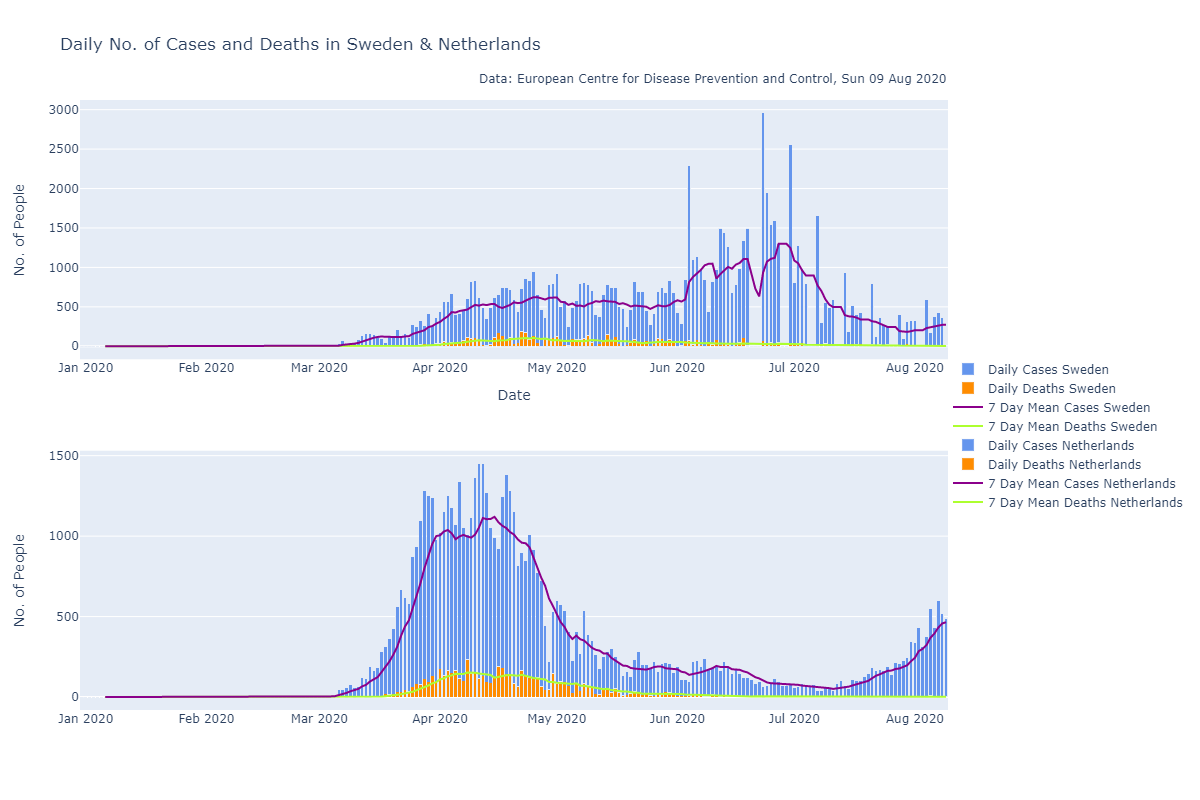 Daily No. of Cases and Deaths in Sweden & Netherlands
Data: European Centre for Disease Prevention and Control, Sun 09 Aug 2020
No. of People
3000
2500
2000
1500
1000
500
0
Jan 2020 Feb 2020 Mar 2020 Apr 2020 May 2020 Jun 2020 Jul 2020 Aug 2020
Date
Daily Cases Sweden
Daily Deaths Sweden
7 Day Mean Cases Sweden
7 Day Mean Deaths Sweden
Daily Cases Netherlands
Daily Deaths Netherlands
7 Day Mean Cases Netherlands
7 Day Mean Deaths Netherlands
No. of People
1500
1000
500
0
Jan 2020 Feb 2020 Mar 2020 Apr 2020 May 2020 Jun 2020 Jul 2020 Aug 2020